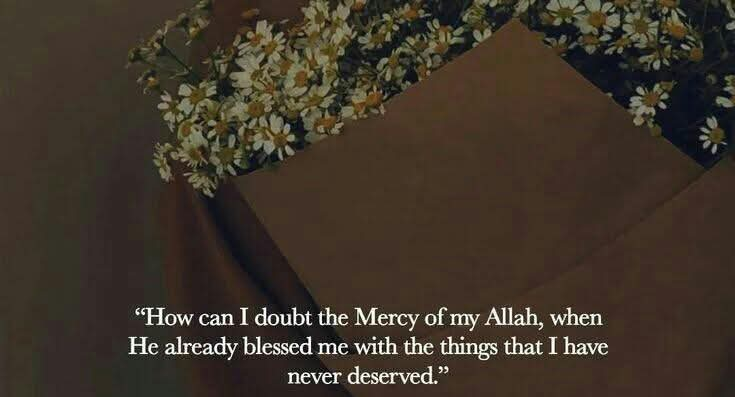 “How can I doubt the Mercy of my Allah, when
He already blessed me with the things that I have
never deserved.”